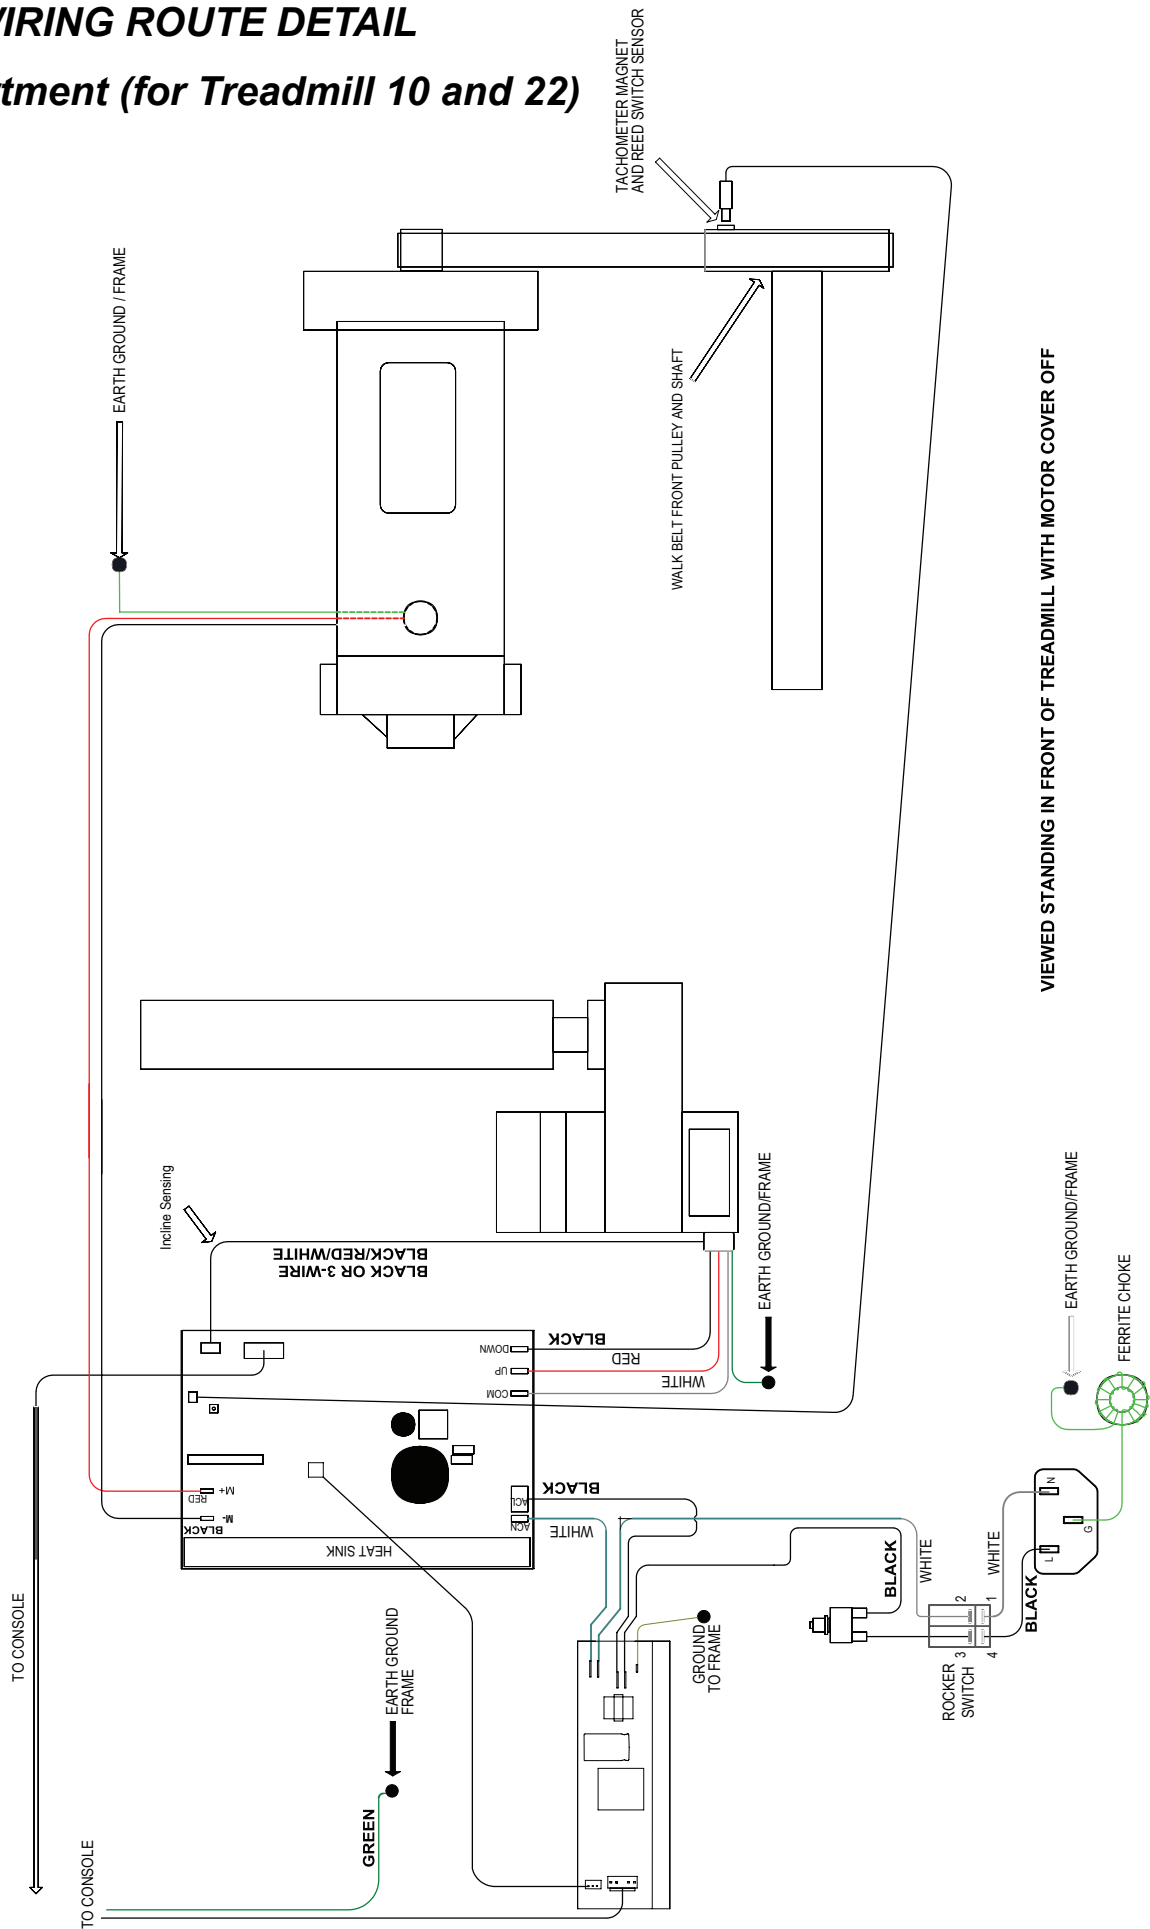 WIRING ROUTE DETAIL
rtment (for Treadmill 10 and 22)
TACHOMETER MAGNET
AND REED SWITCH SENSOR
EARTH GROUND / FRAME
WALK BELT FRONT PULLEY AND SHAFT
VIEWED STANDING IN FRONT OF TREADMILL WITH MOTOR COVER OFF
Incline Sensing
BLACK OR 3-WIRE
BLACK/RED/WHITE
EARTH GROUND/FRAME
EARTH GROUND/FRAME
FERRITE CHOKE
DOWN
UP
COM
BLACK
RED
WHITE
M+
RED
M-
BLACK
HEAT SINK
ACL
ACN
BLACK
WHITE
TO CONSOLE
EARTH GROUND
FRAME
GREEN
TO CONSOLE
GROUND
TO FRAME
BLACK
WHITE
WHITE
BLACK
N
G
L
2
1
3
4
ROCKER
SWITCH